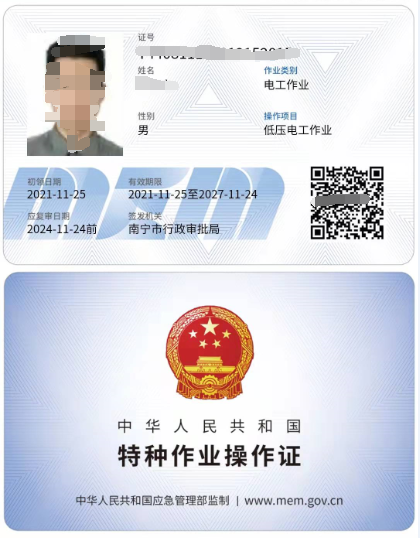 证号
姓名
作业类别
电工作业
性别
操作项目
男
低压电工作业
初领日期
有效期限
2021-11-25
2021-11-25至2027-11-24
应复审日期
签发机关
2024-11-24前
南宁市行政审批局
中华人民共和国
特种作业操作证
中华人民共和国应急管理部监制 | www.mem.gov.cn